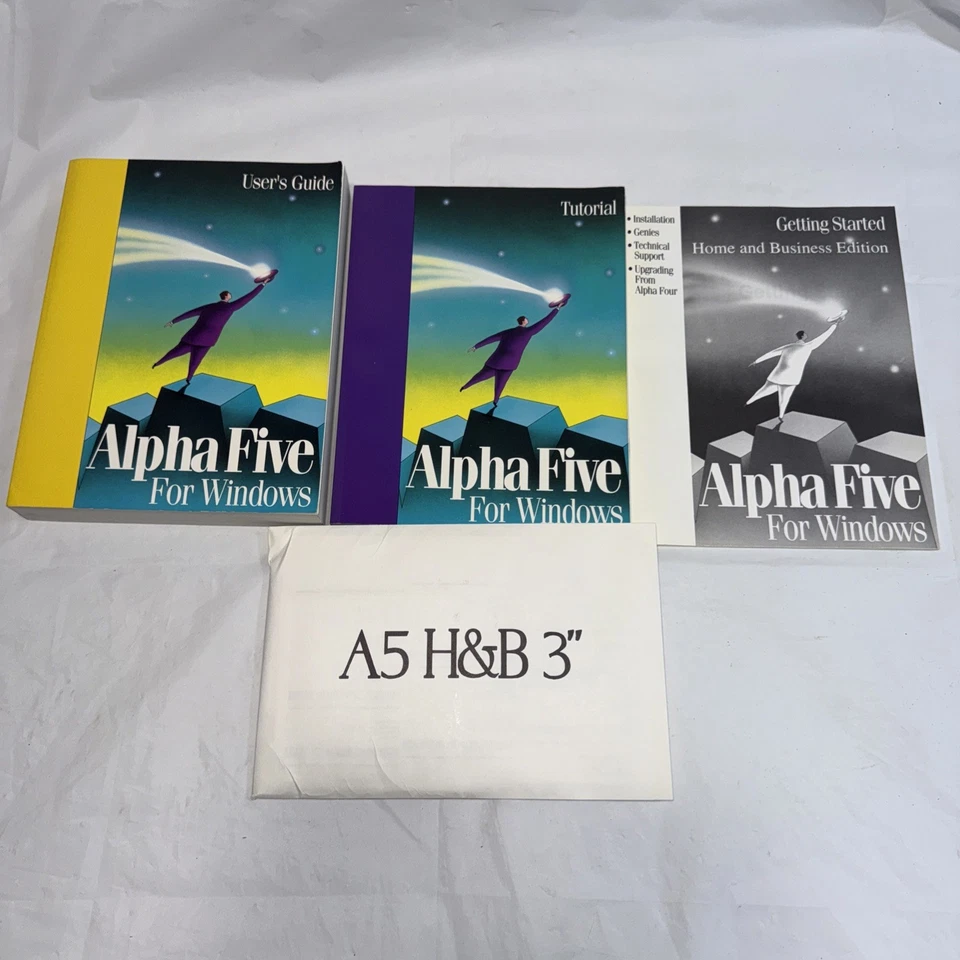 User's Guide
Alpha Five
For Windows
Tutorial
Alpha Five
For Windows
• Installation
• Genies
• Technical
Support
• Upgrading
From
Alpha Four
Getting Started
Home and Business Edition
Alpha Five
For Windows
A5 H&B 3"